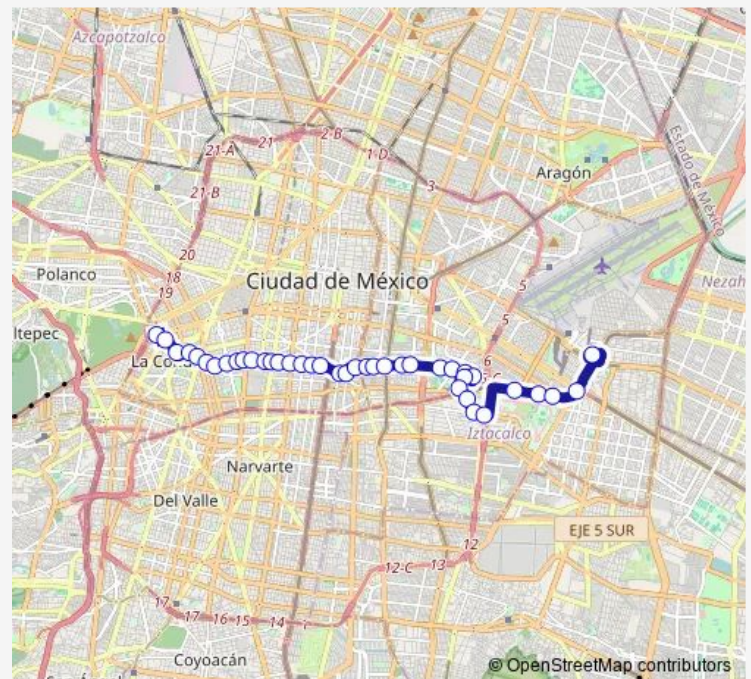 Azcapotzalco
2-B
21
21-A
1-D
3
Estado de México
Aragón
21-B
20
Polanco
18
19
Ciudad de México
5
Nezah
5
ltepec
6
La Con
Iztacalco
Narvarte
Del Valle
EJE 5 SUR
12
12-C
13
17
17
16
15
14
Coyoacán
© OpenStreetMap contributors